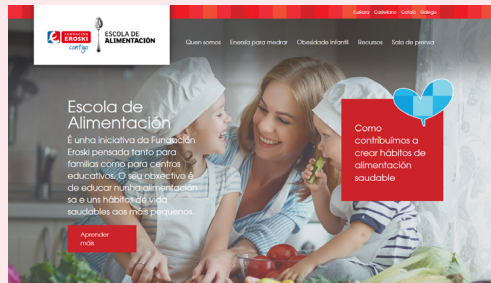 Euskara Castellano Català Galego
FUNDACIÓN
EROSKI
contigo
ESCOLA DE
ALIMENTACIÓN
Quen somos Enerxía para medrar Obesidade Infantil Recursos Sala de prensa
Escola de
Alimentación
É unha iniciativa da Fundación
Eroski pensada tanto para
familias como para centros
educativos. O seu obxectivo é
de educar nunha alimentación
sa e uns hábitos de vida
saudables aos máis pequenos.
Aprender
máis
Como
contribuímos a
crear hábitos de
alimentación
saudable